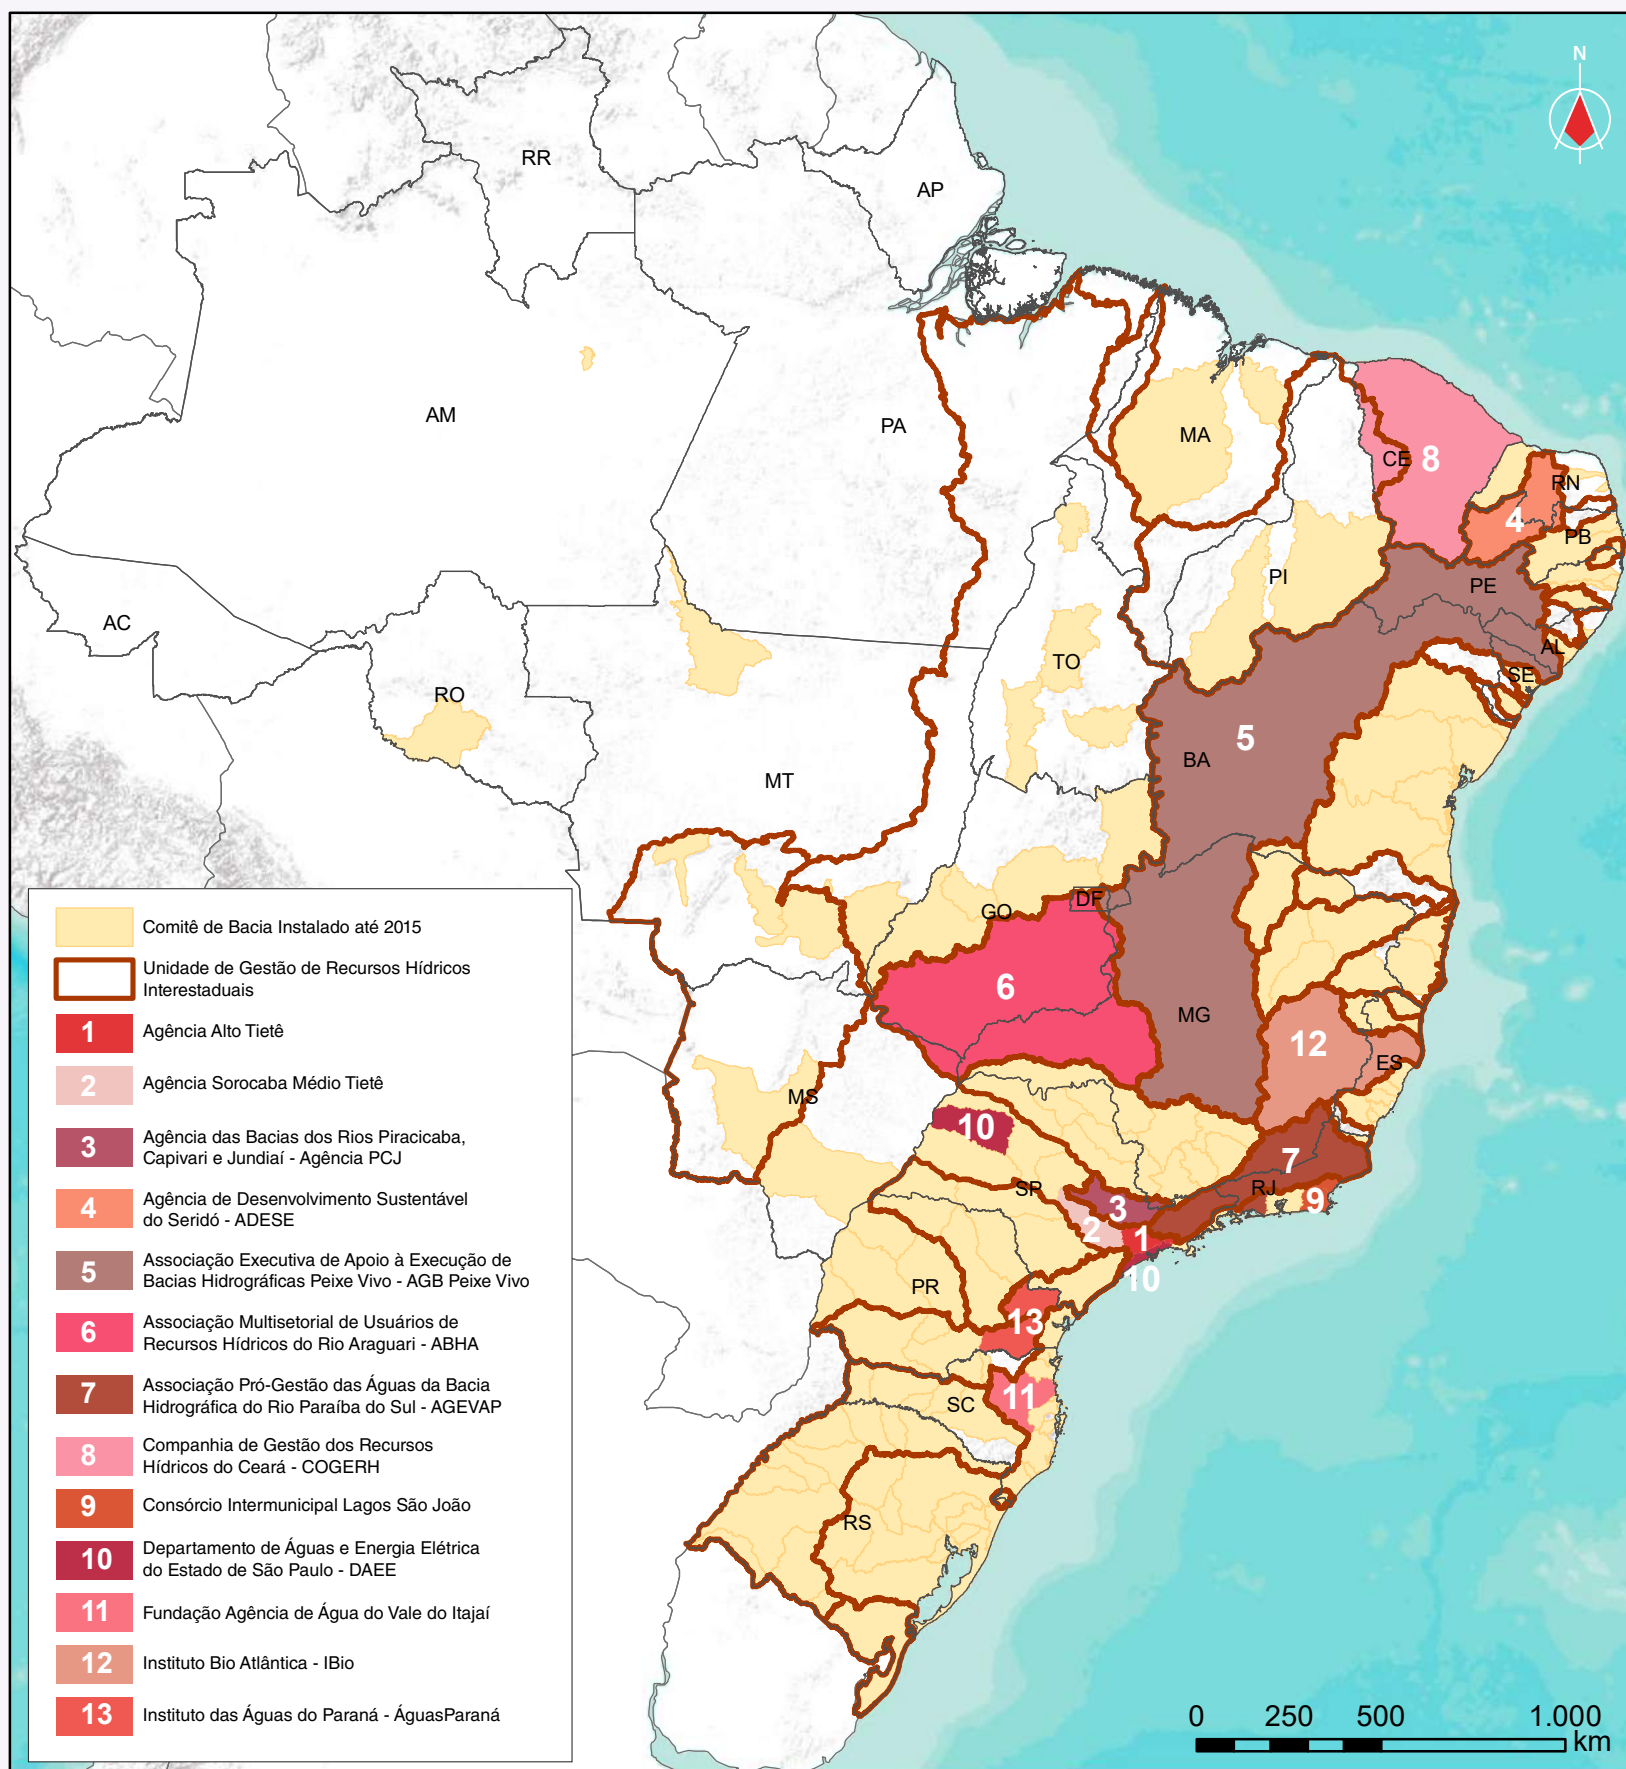 N
RR
AP
AM
PA
MA
CE
8
RN
4
PB
PI
PE
AC
TO
AL
SE
RO
5
BA
MT
DF
GO
6
MG
12
ES
MS
10
7
SP
RJ
3
9
2
1
10
PR
13
11
SC
RS
Comitê de Bacia Instalado até 2015
Unidade de Gestão de Recursos Hídricos
Interestaduais
1 Agência Alto Tietê
2 Agência Sorocaba Médio Tietê
3 Agência das Bacias dos Rios Piracicaba,
Capivari e Jundiaí - Agência PCJ
4 Agência de Desenvolvimento Sustentável
do Seridó - ADESE
5 Associação Executiva de Apoio à Execução de
Bacias Hidrográficas Peixe Vivo - AGB Peixe Vivo
6 Associação Multisetorial de Usuários de
Recursos Hídricos do Rio Araguari - ABHA
7 Associação Pró-Gestão das Águas da Bacia
Hidrográfica do Rio Paraíba do Sul - AGEVAP
8 Companhia de Gestão dos Recursos
Hídricos do Ceará - COGERH
9 Consórcio Intermunicipal Lagos São João
10 Departamento de Águas e Energia Elétrica
do Estado de São Paulo - DAEE
11 Fundação Agência de Água do Vale do Itajaí
12 Instituto Bio Atlântica - IBio
13 Instituto das Águas do Paraná - ÁguasParaná
0 250 500 1.000
km